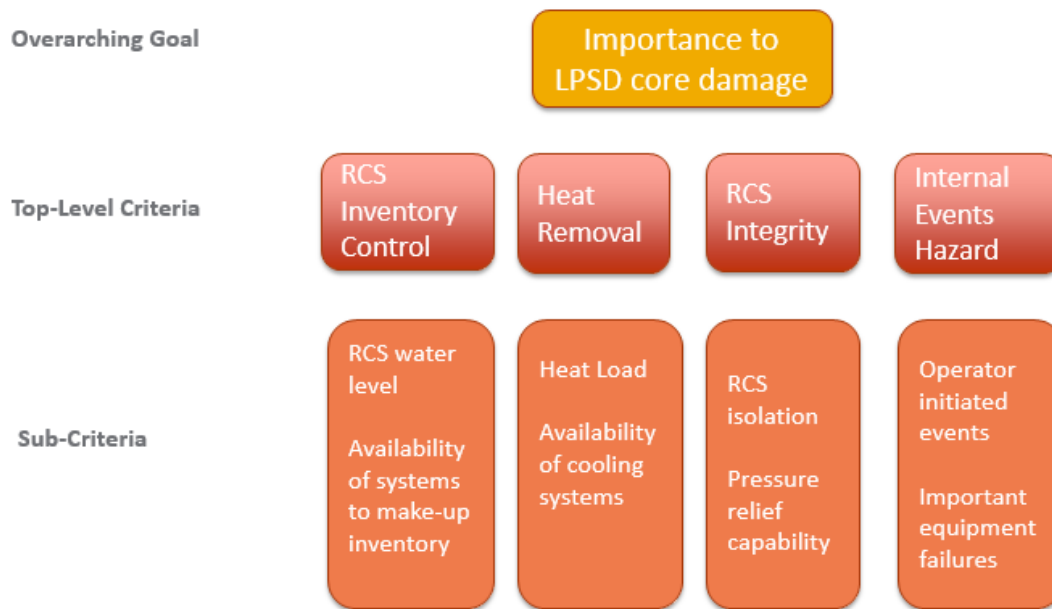 Overarching Goal
Importance to
LPSD core damage
Top-Level Criteria
RCS
Inventory
Control
Heat
Removal
RCS
Integrity
Internal
Events
Hazard
Sub-Criteria
RCS water
level
Availability
of systems
to make-up
inventory
Heat Load
Availability
of cooling
systems
RCS
isolation
Pressure
relief
capability
Operator
initiated
events
Important
equipment
failures